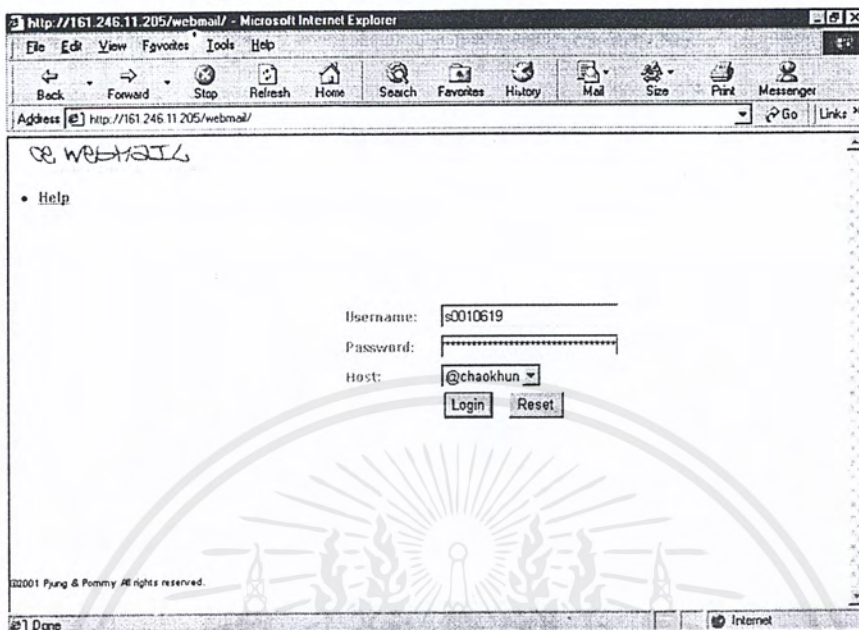 http://161.246.11.205/webmail/ - Microsoft Internet Explorer
File Edit View Favorites Tools Help
Back Forward Stop Refresh Home Search Favorites History Mail Size Print Messenger
Address http://161.246.11.205/webmail/ Go Links »
CE WEBMAIL
• Help
Username: s0010619
Password: ********************************
Host: @chaokhun
Login Reset
©2001 Pjung & Pommy All rights reserved.
Done Internet